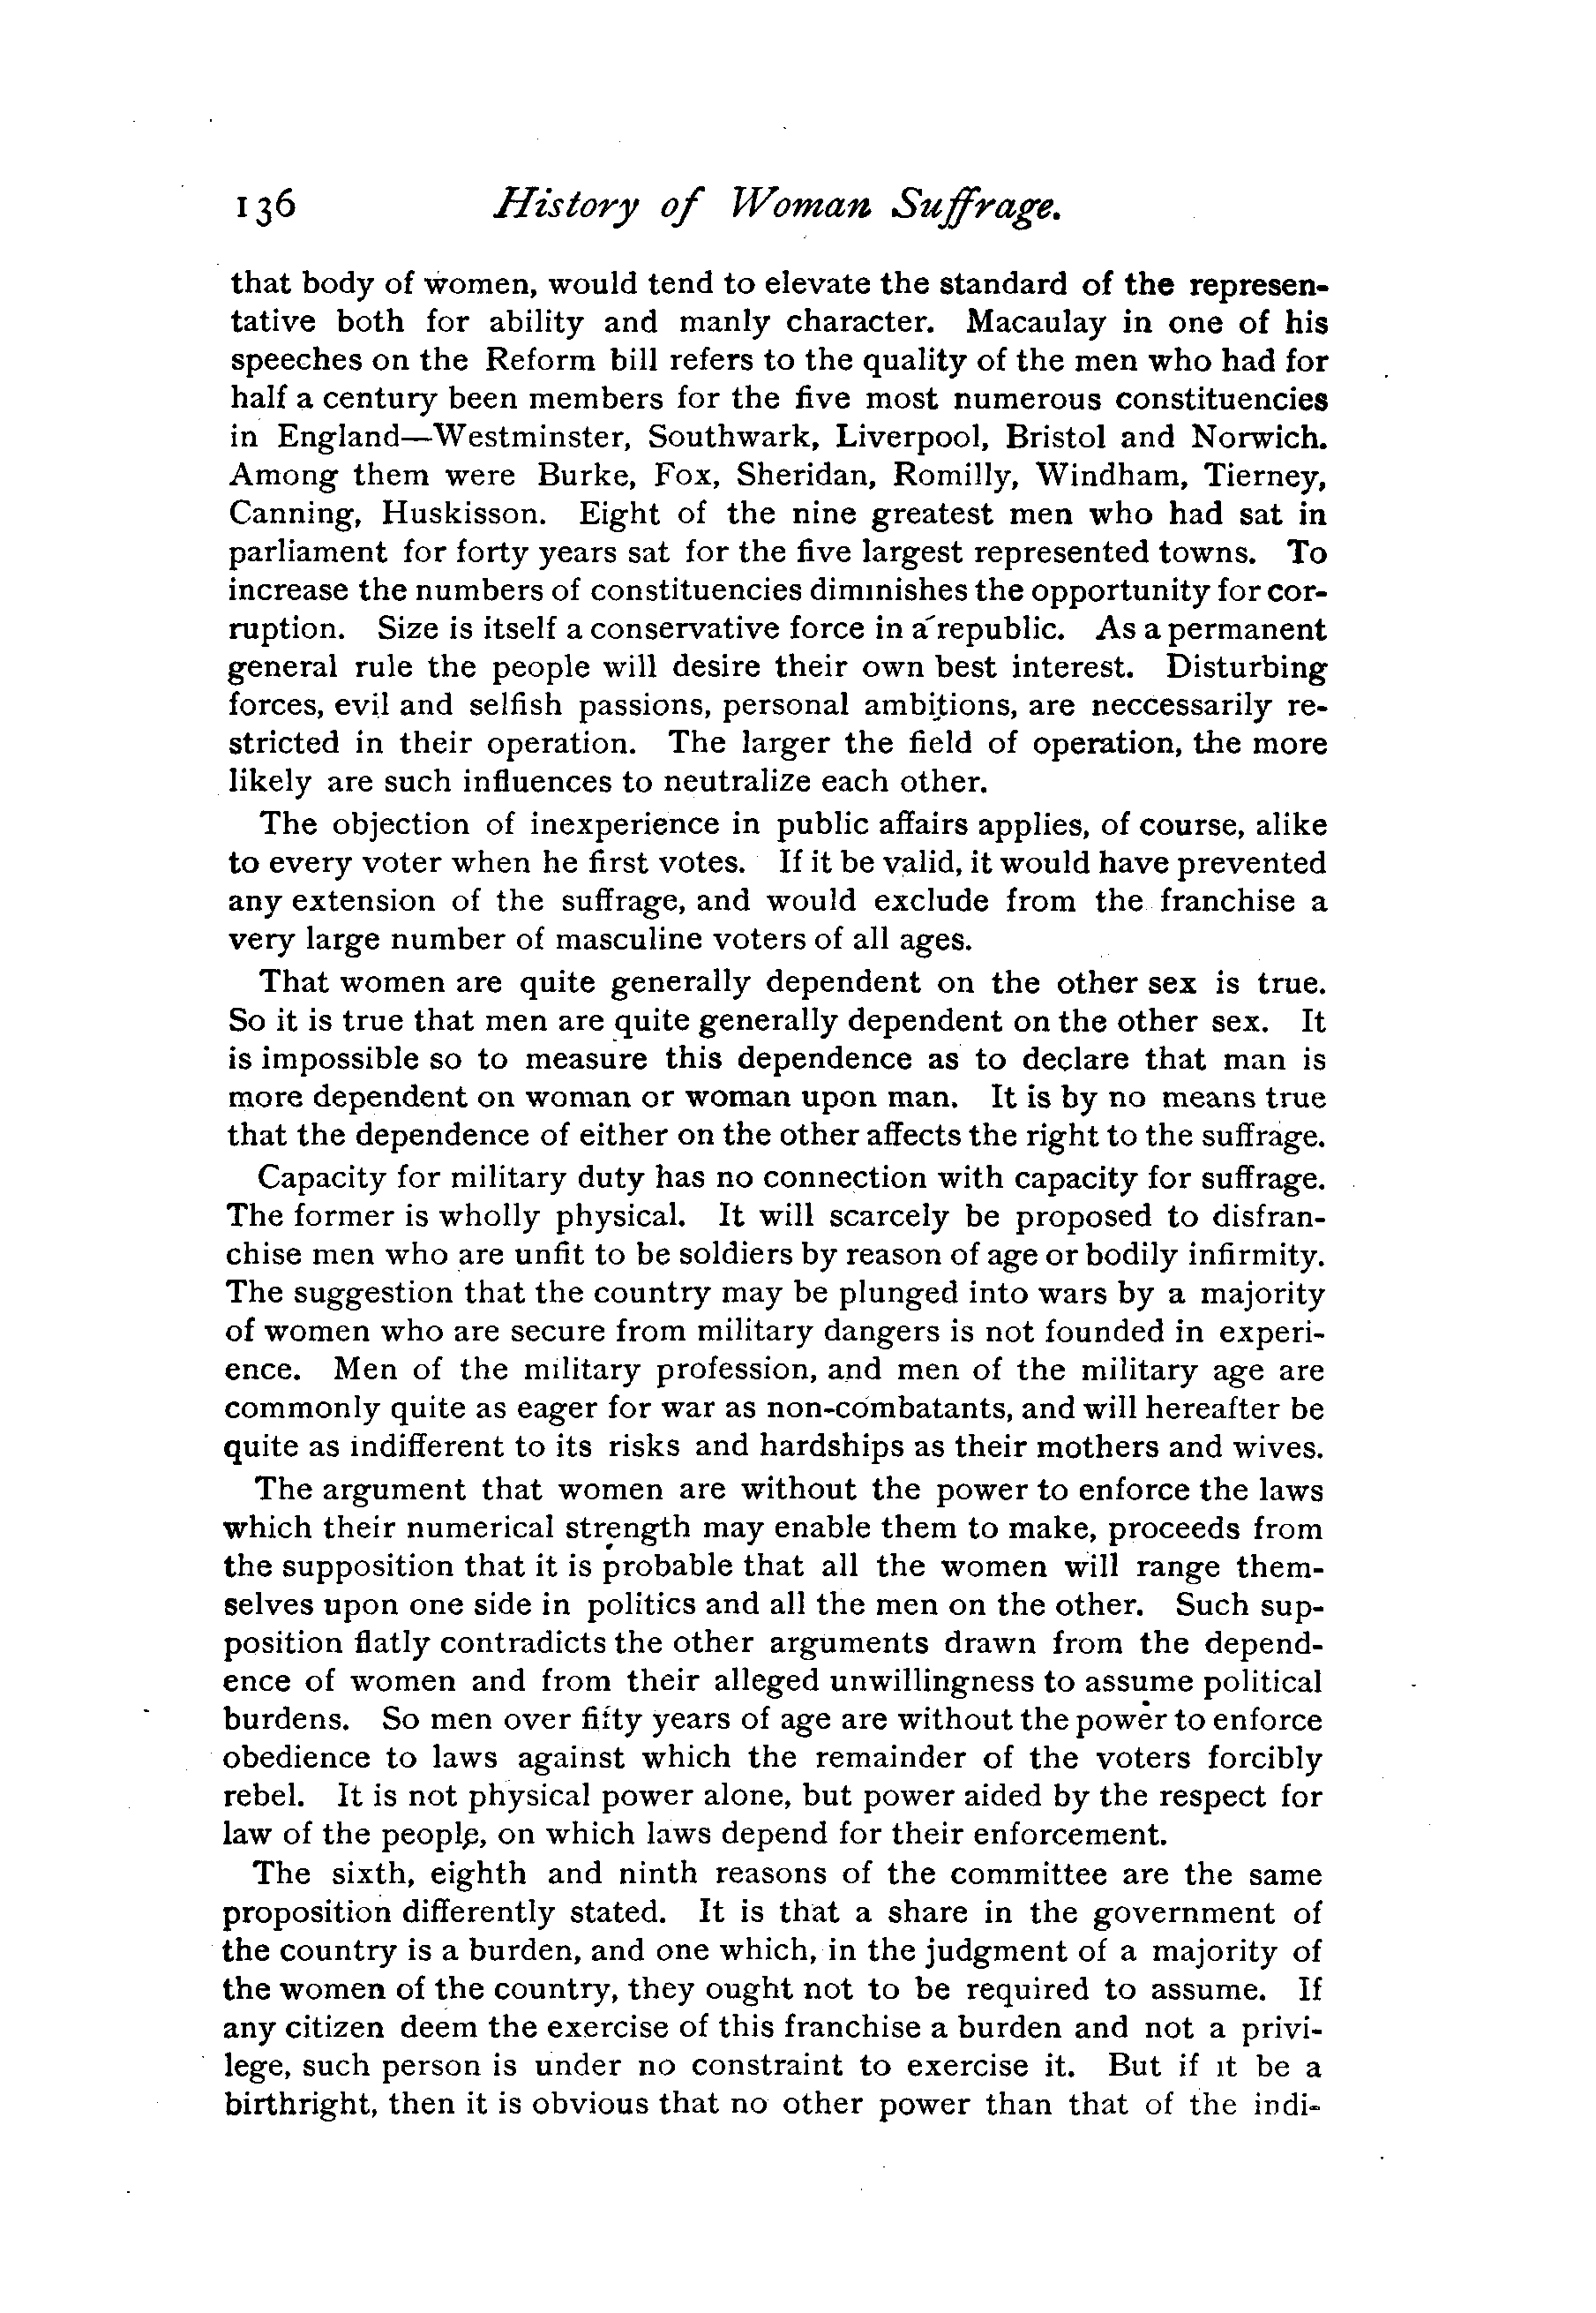 136 History of Woman Suffrage.
that body of women, would tend to elevate the standard of the represen-
tative both for ability and manly character. Macaulay in one of his
speeches on the Reform bill refers to the quality of the men who had for
half a century been members for the five most numerous constituencies
in England—Westminster, Southwark, Liverpool, Bristol and Norwich.
Among them were Burke, Fox, Sheridan, Romilly, Windham, Tierney,
Canning, Huskisson. Eight of the nine greatest men who had sat in
parliament for forty years sat for the five largest represented towns. To
increase the numbers of constituencies diminishes the opportunity for cor-
ruption. Size is itself a conservative force in a republic. As a permanent
general rule the people will desire their own best interest. Disturbing
forces, evil and selfish passions, personal ambitions, are neccessarily re-
stricted in their operation. The larger the field of operation, the more
likely are such influences to neutralize each other.
The objection of inexperience in public affairs applies, of course, alike
to every voter when he first votes. If it be valid, it would have prevented
any extension of the suffrage, and would exclude from the franchise a
very large number of masculine voters of all ages.
That women are quite generally dependent on the other sex is true.
So it is true that men are quite generally dependent on the other sex. It
is impossible so to measure this dependence as to declare that man is
more dependent on woman or woman upon man. It is by no means true
that the dependence of either on the other affects the right to the suffrage.
Capacity for military duty has no connection with capacity for suffrage.
The former is wholly physical. It will scarcely be proposed to disfran-
chise men who are unfit to be soldiers by reason of age or bodily infirmity.
The suggestion that the country may be plunged into wars by a majority
of women who are secure from military dangers is not founded in experi-
ence. Men of the military profession, and men of the military age are
commonly quite as eager for war as non-combatants, and will hereafter be
quite as indifferent to its risks and hardships as their mothers and wives.
The argument that women are without the power to enforce the laws
which their numerical strength may enable them to make, proceeds from
the supposition that it is probable that all the women will range them-
selves upon one side in politics and all the men on the other. Such sup-
position flatly contradicts the other arguments drawn from the depend-
ence of women and from their alleged unwillingness to assume political
burdens. So men over fifty years of age are without the power to enforce
obedience to laws against which the remainder of the voters forcibly
rebel. It is not physical power alone, but power aided by the respect for
law of the people, on which laws depend for their enforcement.
The sixth, eighth and ninth reasons of the committee are the same
proposition differently stated. It is that a share in the government of
the country is a burden, and one which, in the judgment of a majority of
the women of the country, they ought not to be required to assume. If
any citizen deem the exercise of this franchise a burden and not a privi-
lege, such person is under no constraint to exercise it. But if it be a
birthright, then it is obvious that no other power than that of the indi-